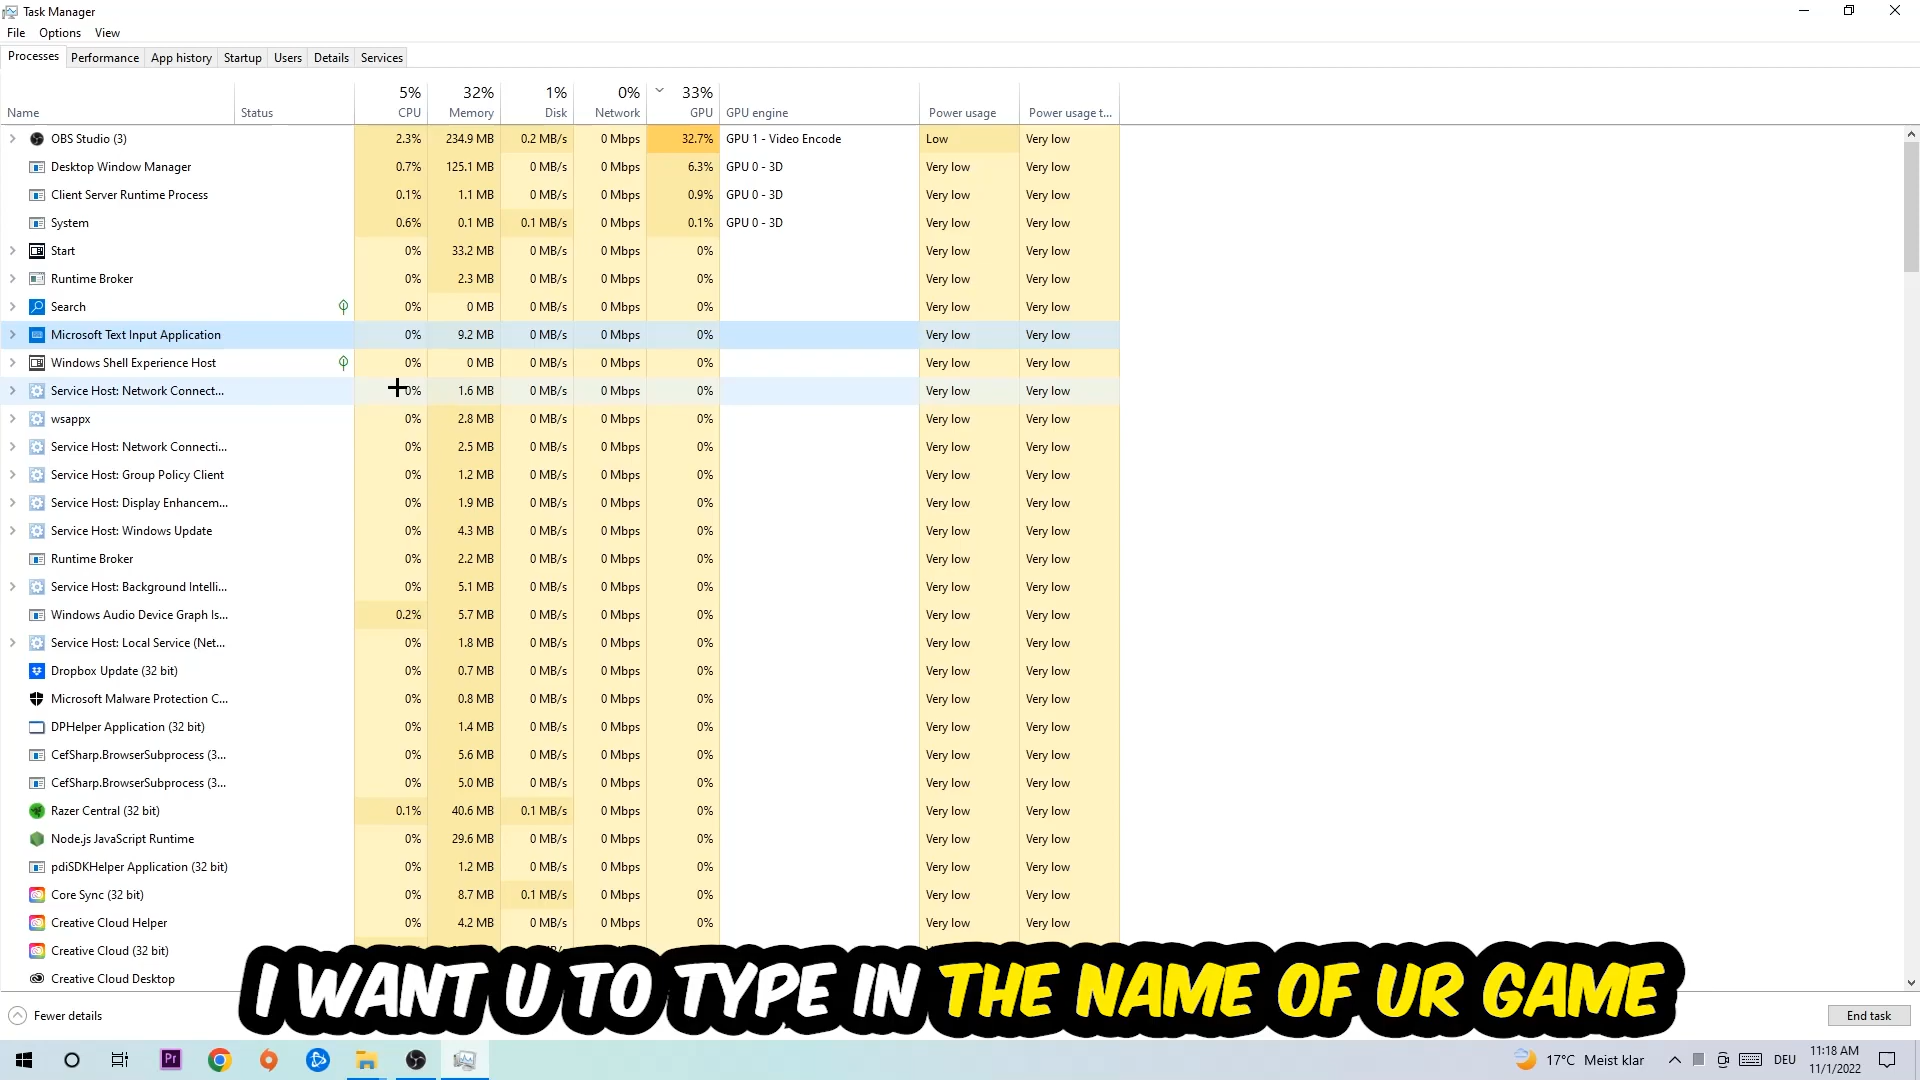 Task Manager
File Options View
Processes Performance App history Startup Users Details Services
5% 32% 1% 0% 33%
Name Status CPU Memory Disk Network GPU GPU engine Power usage Power usage t...
OBS Studio (3) 2.3% 234.9 MB 0.2 MB/s 0 Mbps 32.7% GPU 1 - Video Encode Low Very low
Desktop Window Manager 0.7% 125.1 MB 0 MB/s 0 Mbps 6.3% GPU 0 - 3D Very low Very low
Client Server Runtime Process 0.1% 1.1 MB 0 MB/s 0 Mbps 0.9% GPU 0 - 3D Very low Very low
System 0.6% 0.1 MB 0.1 MB/s 0 Mbps 0.1% GPU 0 - 3D Very low Very low
Start 0% 33.2 MB 0 MB/s 0 Mbps 0% Very low Very low
Runtime Broker 0% 2.3 MB 0 MB/s 0 Mbps 0% Very low Very low
Search 0% 0 MB 0 MB/s 0 Mbps 0% Very low Very low
Microsoft Text Input Application 0% 9.2 MB 0 MB/s 0 Mbps 0% Very low Very low
Windows Shell Experience Host 0% 0 MB 0 MB/s 0 Mbps 0% Very low Very low
Service Host: Network Connect... 0% 1.6 MB 0 MB/s 0 Mbps 0% Very low Very low
wsappx 0% 2.8 MB 0 MB/s 0 Mbps 0% Very low Very low
Service Host: Network Connecti... 0% 2.5 MB 0 MB/s 0 Mbps 0% Very low Very low
Service Host: Group Policy Client 0% 1.2 MB 0 MB/s 0 Mbps 0% Very low Very low
Service Host: Display Enhancem... 0% 1.9 MB 0 MB/s 0 Mbps 0% Very low Very low
Service Host: Windows Update 0% 4.3 MB 0 MB/s 0 Mbps 0% Very low Very low
Runtime Broker 0% 2.2 MB 0 MB/s 0 Mbps 0% Very low Very low
Service Host: Background Intelli... 0% 5.1 MB 0 MB/s 0 Mbps 0% Very low Very low
Windows Audio Device Graph Is... 0.2% 5.7 MB 0 MB/s 0 Mbps 0% Very low Very low
Service Host: Local Service (Net... 0% 1.8 MB 0 MB/s 0 Mbps 0% Very low Very low
Dropbox Update (32 bit) 0% 0.7 MB 0 MB/s 0 Mbps 0% Very low Very low
Microsoft Malware Protection C... 0% 0.8 MB 0 MB/s 0 Mbps 0% Very low Very low
DPHelper Application (32 bit) 0% 1.4 MB 0 MB/s 0 Mbps 0% Very low Very low
CefSharp.BrowserSubprocess (3... 0% 5.6 MB 0 MB/s 0 Mbps 0% Very low Very low
CefSharp.BrowserSubprocess (3... 0% 5.0 MB 0 MB/s 0 Mbps 0% Very low Very low
Razer Central (32 bit) 0.1% 40.6 MB 0.1 MB/s 0 Mbps 0% Very low Very low
Node.js JavaScript Runtime 0% 29.6 MB 0 MB/s 0 Mbps 0% Very low Very low
pdiSDKHelper Application (32 bit) 0% 1.2 MB 0 MB/s 0 Mbps 0% Very low Very low
Core Sync (32 bit) 0% 8.7 MB 0.1 MB/s 0 Mbps 0% Very low Very low
Creative Cloud Helper 0% 4.2 MB 0 MB/s 0 Mbps 0% Very low Very low
Creative Cloud (32 bit)
Creative Cloud Desktop
I WANT U TO TYPE IN THE NAME OF UR GAME
Fewer details End task
Pr 17°C Meist klar DEU 11:18 AM
11/1/2022